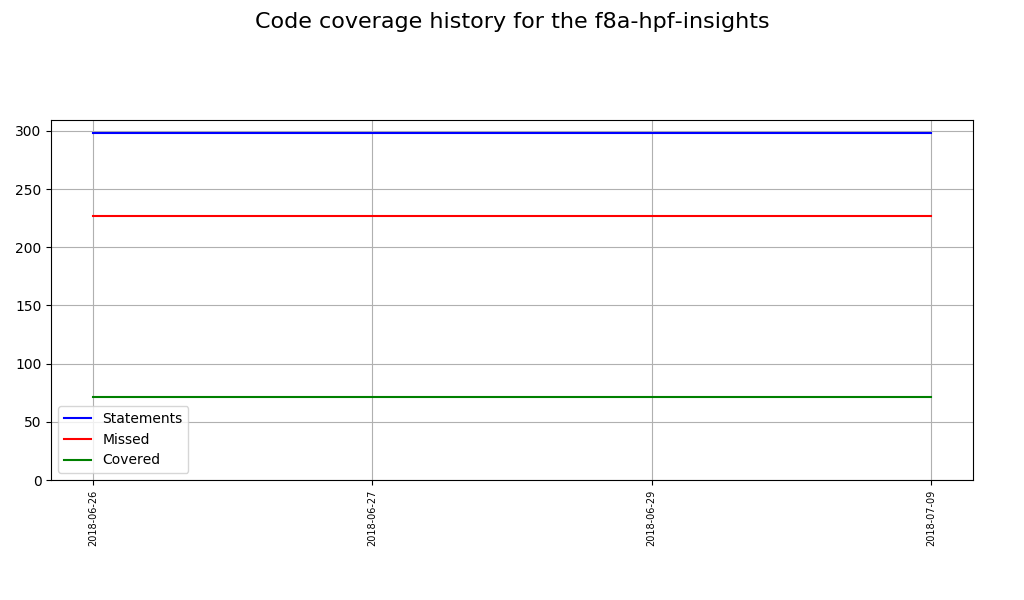 Code coverage history for the f8a-hpf-insights
300
250
200
150
100
50
0
Statements
Missed
Covered
2018-06-26
2018-06-27
2018-06-29
2018-07-09